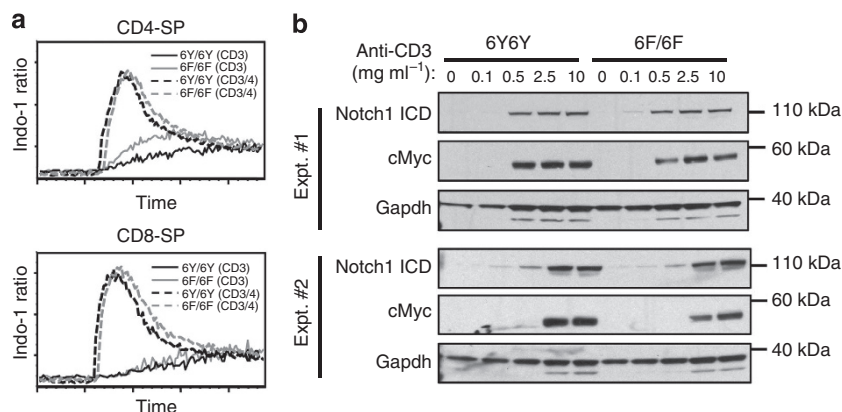 a
CD4-SP
6Y/6Y (CD3)
6F/6F (CD3)
6Y/6Y (CD3/4)
6F/6F (CD3/4)
Indo-1 ratio
Time
CD8-SP
6Y/6Y (CD3)
6F/6F (CD3)
6Y/6Y (CD3/4)
6F/6F (CD3/4)
Indo-1 ratio
Time
b
Anti-CD3 6Y6Y 6F/6F
(mg ml⁻¹): 0 0.1 0.5 2.5 10 0 0.1 0.5 2.5 10
Expt. #1
Notch1 ICD 110 kDa
cMyc 60 kDa
Gapdh 40 kDa
Expt. #2
Notch1 ICD 110 kDa
cMyc 60 kDa
Gapdh 40 kDa